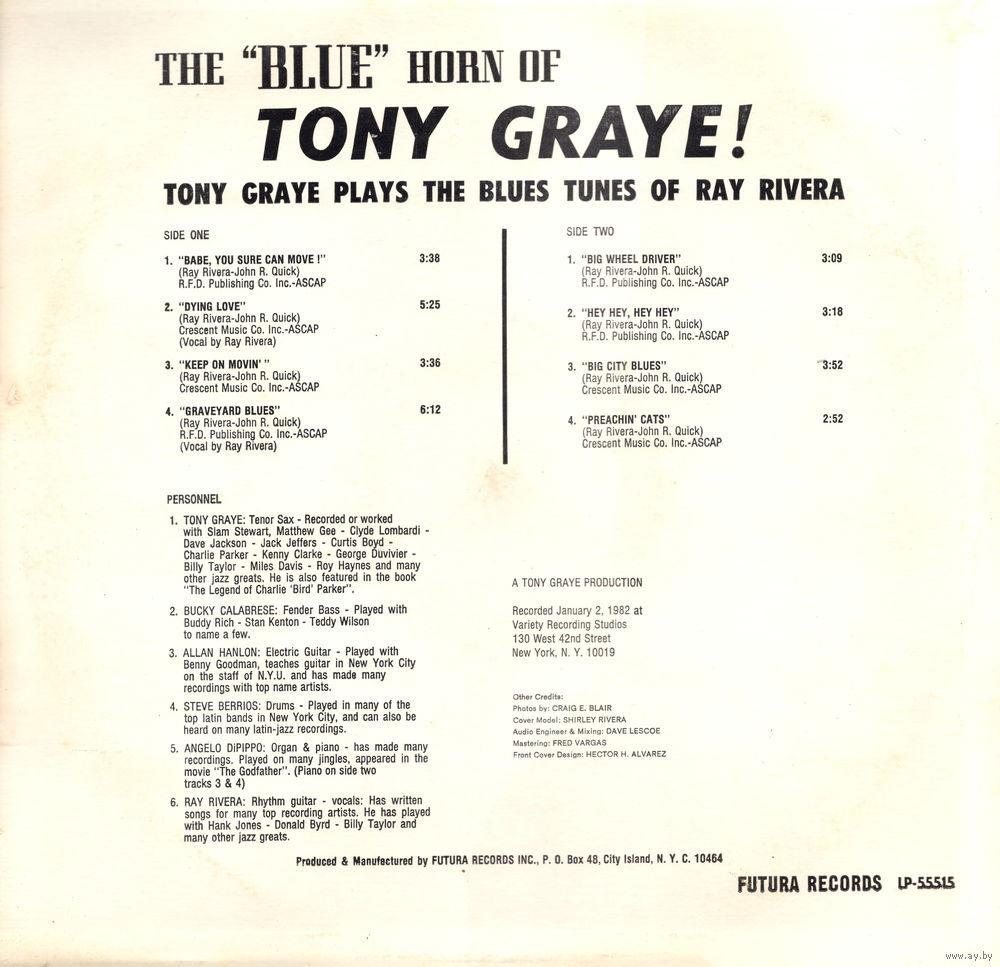 THE "BLUE" HORN OF
TONY GRAYE!
TONY GRAYE PLAYS THE BLUES TUNES OF RAY RIVERA
SIDE ONE
1. "BABE, YOU SURE CAN MOVE !" 3:38
(Ray Rivera-John R. Quick)
R.F.D. Publishing Co. Inc.-ASCAP
2. "DYING LOVE" 5:25
(Ray Rivera-John R. Quick)
Crescent Music Co. Inc.-ASCAP
(Vocal by Ray Rivera)
3. "KEEP ON MOVIN' " 3:36
(Ray Rivera-John R. Quick)
Crescent Music Co. Inc.-ASCAP
4. "GRAVEYARD BLUES" 6:12
(Ray Rivera-John R. Quick)
R.F.D. Publishing Co. Inc.-ASCAP
(Vocal by Ray Rivera)
SIDE TWO
1. "BIG WHEEL DRIVER" 3:09
(Ray Rivera-John R. Quick)
R.F.D. Publishing Co. Inc.-ASCAP
2. "HEY HEY, HEY HEY" 3:18
(Ray Rivera-John R. Quick)
R.F.D. Publishing Co. Inc.-ASCAP
3. "BIG CITY BLUES" 3:52
(Ray Rivera-John R. Quick)
Crescent Music Co. Inc.-ASCAP
4. "PREACHIN' CATS" 2:52
(Ray Rivera-John R. Quick)
Crescent Music Co. Inc.-ASCAP
PERSONNEL
1. TONY GRAYE: Tenor Sax - Recorded or worked
with Slam Stewart, Matthew Gee - Clyde Lombardi -
Dave Jackson - Jack Jeffers - Curtis Boyd -
Charlie Parker - Kenny Clarke - George Duvivier -
Billy Taylor - Miles Davis - Roy Haynes and many
other jazz greats. He is also featured in the book
"The Legend of Charlie 'Bird' Parker".
2. BUCKY CALABRESE: Fender Bass - Played with
Buddy Rich - Stan Kenton - Teddy Wilson
to name a few.
3. ALLAN HANLON: Electric Guitar - Played with
Benny Goodman, teaches guitar in New York City
on the staff of N.Y.U. and has made many
recordings with top name artists.
4. STEVE BERRIOS: Drums - Played in many of the
top latin bands in New York City, and can also be
heard on many latin-jazz recordings.
5. ANGELO DiPIPPO: Organ & piano - has made many
recordings. Played on many jingles, appeared in the
movie "The Godfather". (Piano on side two
tracks 3 & 4)
6. RAY RIVERA: Rhythm guitar - vocals: Has written
songs for many top recording artists. He has played
with Hank Jones - Donald Byrd - Billy Taylor and
many other jazz greats.
A TONY GRAYE PRODUCTION
Recorded January 2, 1982 at
Variety Recording Studios
130 West 42nd Street
New York, N. Y. 10019
Other Credits:
Photos by: CRAIG E. BLAIR
Cover Model: SHIRLEY RIVERA
Audio Engineer & Mixing: DAVE LESCOE
Mastering: FRED VARGAS
Front Cover Design: HECTOR H. ALVAREZ
Produced & Manufactured by FUTURA RECORDS INC., P. O. Box 48, City Island, N. Y. C. 10464
FUTURA RECORDS LP-55515
www.ay.by